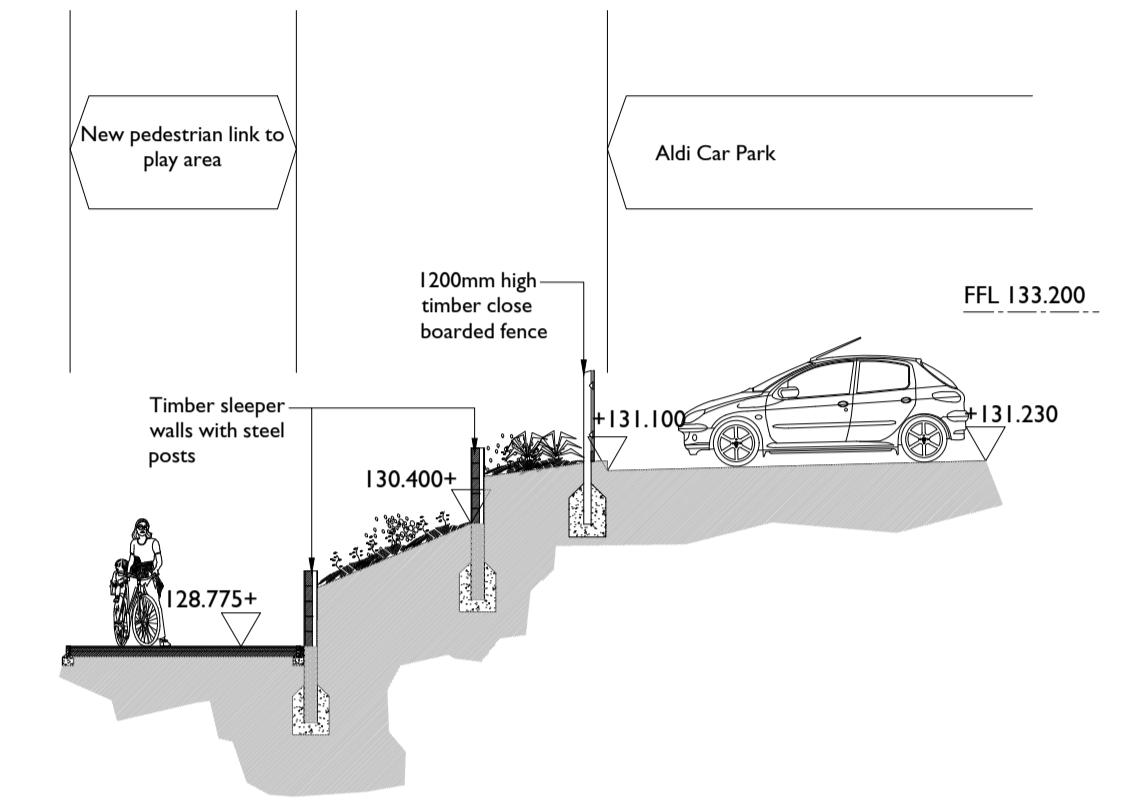 New pedestrian link to
play area
Aldi Car Park
1200mm high
timber close
boarded fence
FFL 133.200
Timber sleeper
walls with steel
posts
+131.100
+131.230
130.400+
128.775+